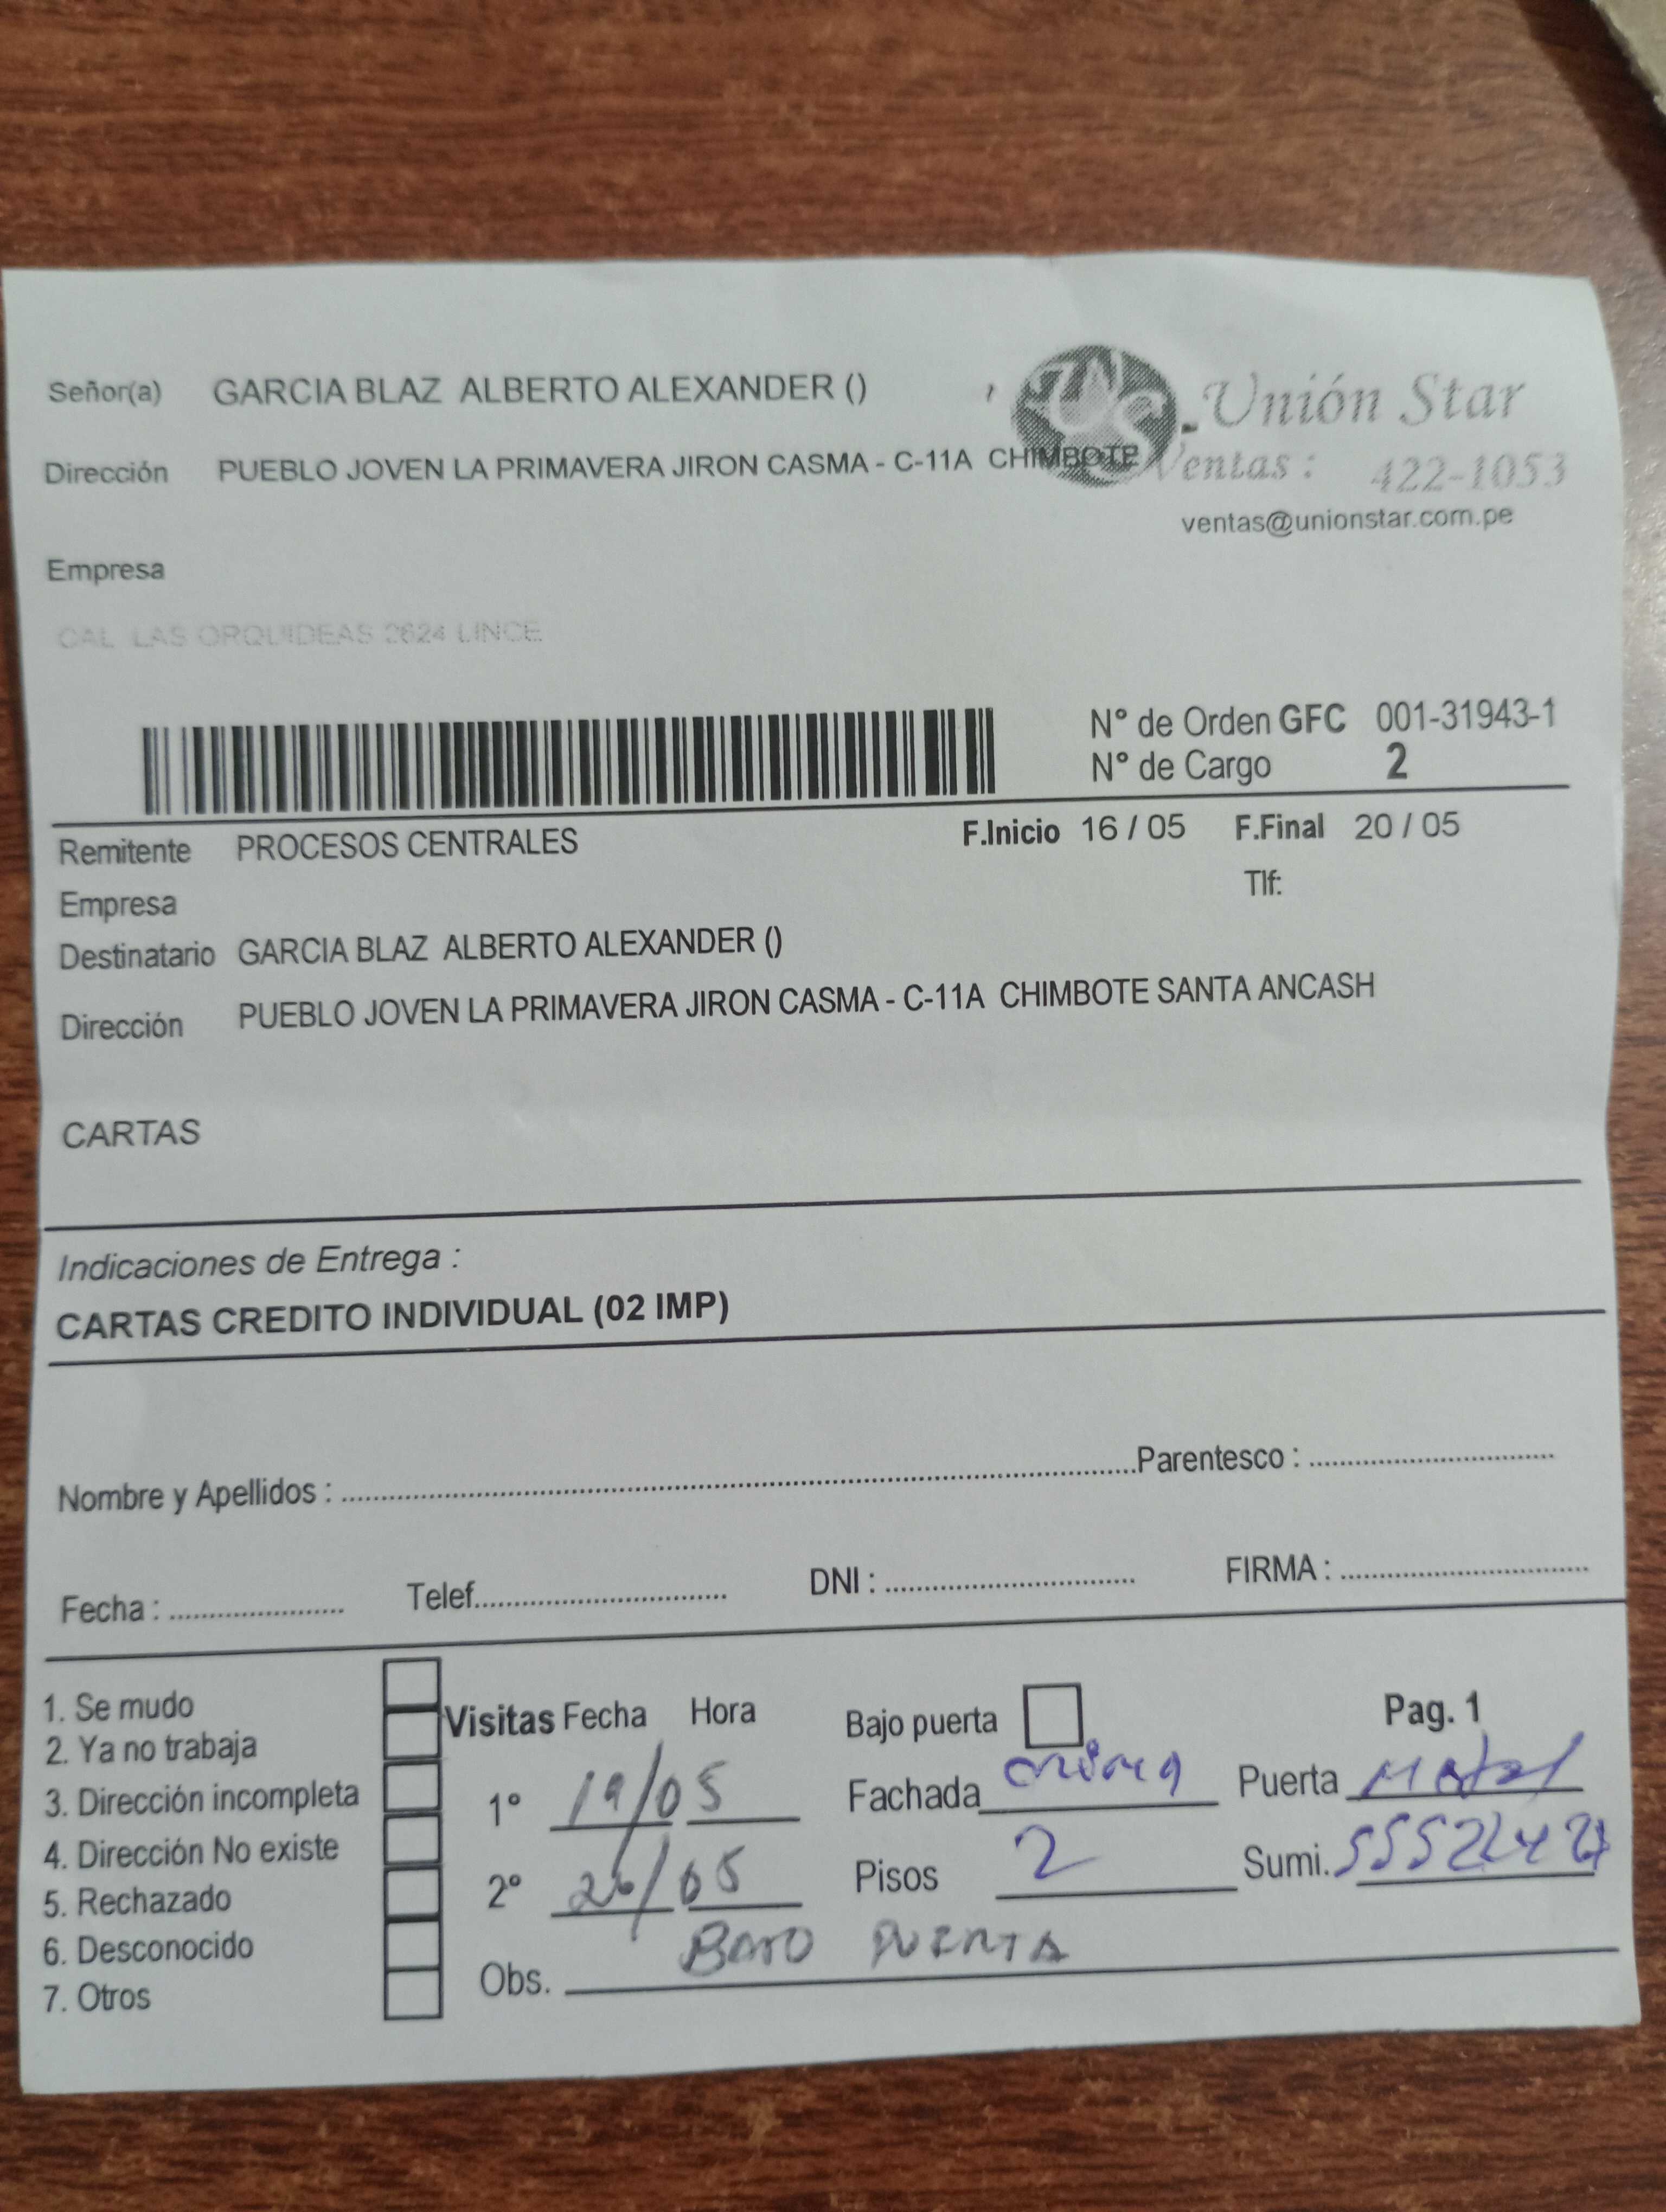 Señor(a) GARCIA BLAZ ALBERTO ALEXANDER ()
Unión Star
Dirección PUEBLO JOVEN LA PRIMAVERA JIRON CASMA - C-11A CHIMBOTE
Ventas : 422-1053
ventas@unionstar.com.pe
Empresa
CAL LAS ORQUIDEAS 2624 LINCE
N° de Orden GFC 001-31943-1
N° de Cargo 2
Remitente PROCESOS CENTRALES F.Inicio 16 / 05 F.Final 20 / 05
Empresa Tlf:
Destinatario GARCIA BLAZ ALBERTO ALEXANDER ()
Dirección PUEBLO JOVEN LA PRIMAVERA JIRON CASMA - C-11A CHIMBOTE SANTA ANCASH
CARTAS
Indicaciones de Entrega :
CARTAS CREDITO INDIVIDUAL (02 IMP)
Nombre y Apellidos : Parentesco :
Fecha : Telef. DNI : FIRMA :
1. Se mudo
2. Ya no trabaja
3. Dirección incompleta
4. Dirección No existe
5. Rechazado
6. Desconocido
7. Otros
Visitas Fecha Hora
1° 19/05
2° 20/05
Obs. BAJO PUERTA
Bajo puerta Pag. 1
Fachada crema Puerta Metal
Pisos 2 Sumi.